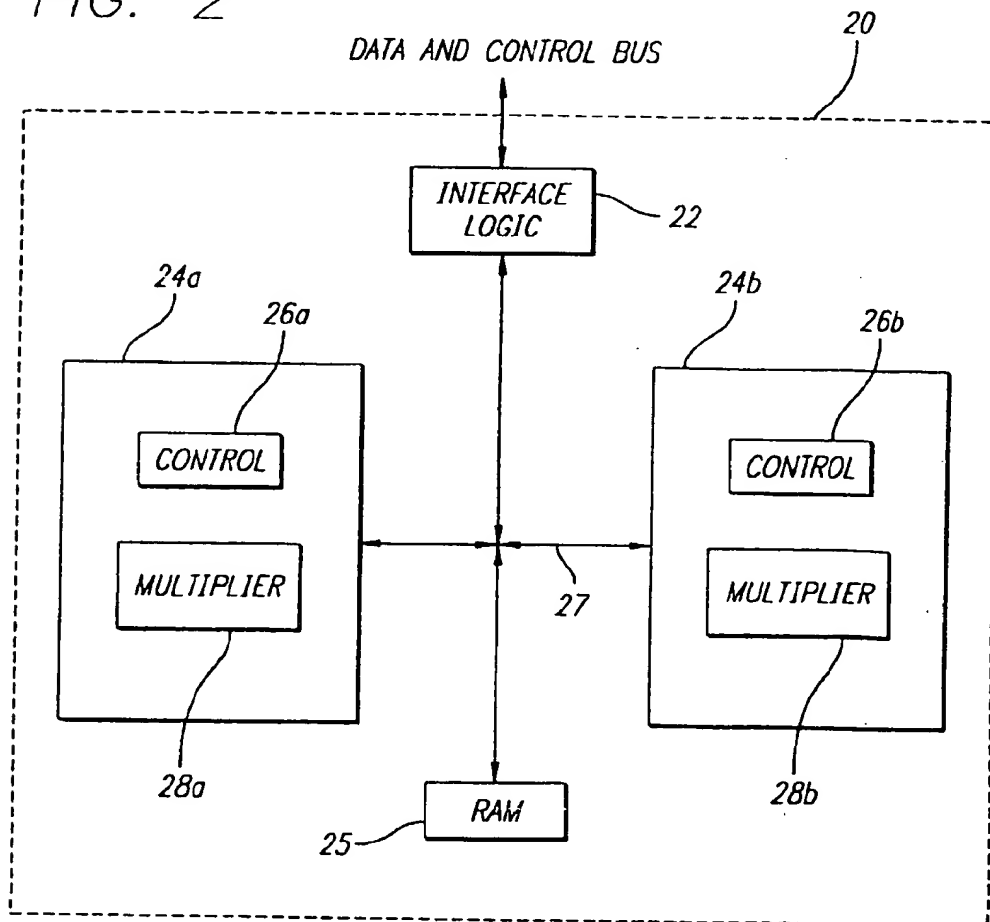 FIG. 2
20
DATA AND CONTROL BUS
INTERFACE
LOGIC
22
24a
26a
CONTROL
MULTIPLIER
28a
24b
26b
CONTROL
MULTIPLIER
28b
27
RAM
25